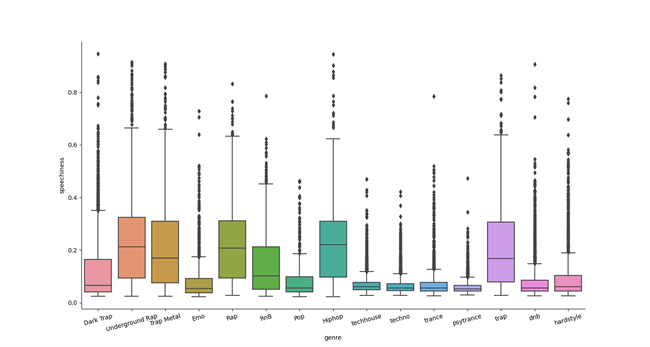 0.8
0.6
0.4
0.2
0.0
speechiness
Dark Trap Underground Rap Trap Metal Emo Rap RnB Pop Hiphop techhouse techno trance psytrance trap dnb hardstyle
genre